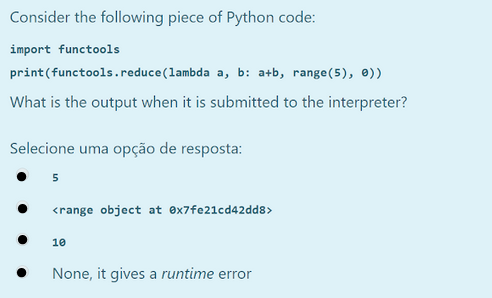 Consider the following piece of Python code:
import functools
print(functools.reduce(lambda a, b: a+b, range(5), 0))
What is the output when it is submitted to the interpreter?
Selecione uma opção de resposta:
5
<range object at 0x7fe21cd42dd8>
10
None, it gives a runtime error